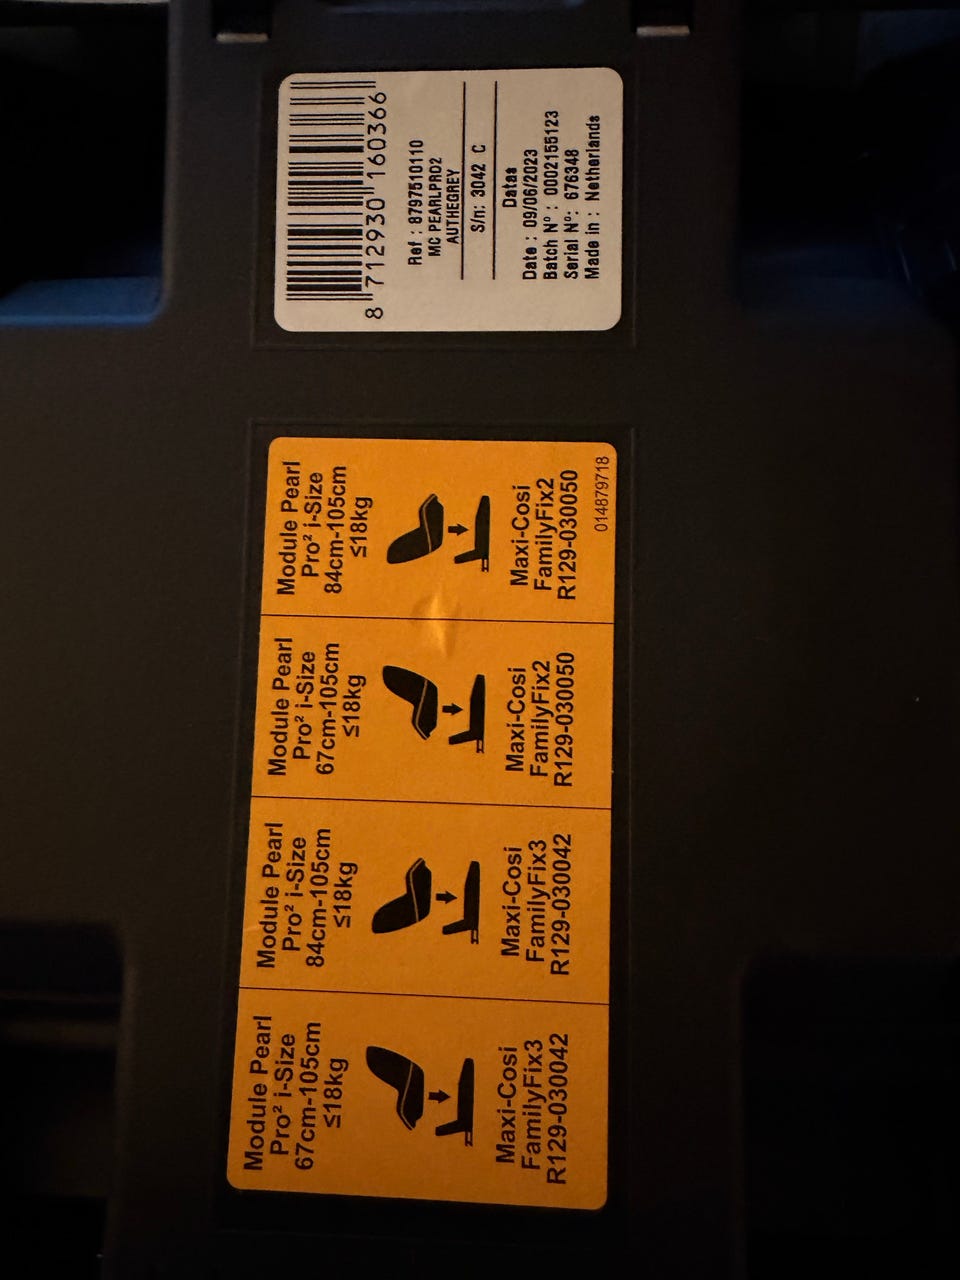 8 712930 160366
Ref : 8797510110
MC PEARLPRO2
AUTHEGREY
S/n: 3042 C
Datas
Date : 09/06/2023
Batch N° : 0002155123
Serial N°: 676348
Made in : Netherlands
Module Pearl
Pro² i-Size
67cm-105cm
≤18kg
Maxi-Cosi
FamilyFix3
R129-030042
Module Pearl
Pro² i-Size
84cm-105cm
≤18kg
Maxi-Cosi
FamilyFix3
R129-030042
Module Pearl
Pro² i-Size
67cm-105cm
≤18kg
Maxi-Cosi
FamilyFix2
R129-030050
Module Pearl
Pro² i-Size
84cm-105cm
≤18kg
Maxi-Cosi
FamilyFix2
R129-030050
014879718